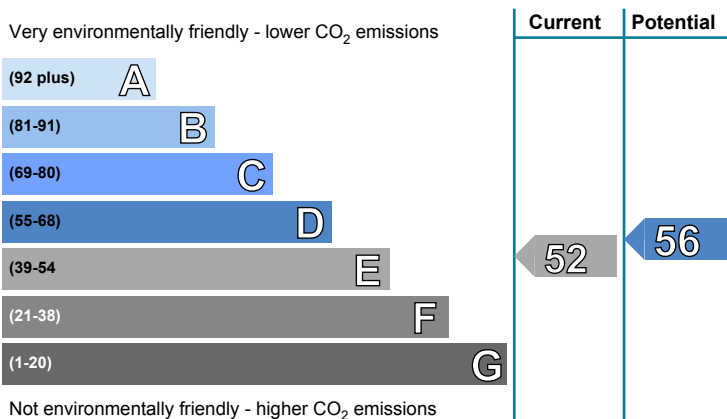 Current Potential
Very environmentally friendly - lower CO2 emissions
(92 plus) A
(81-91) B
(69-80) C
(55-68) D
(39-54 E
52 56
(21-38) F
(1-20) G
Not environmentally friendly - higher CO2 emissions